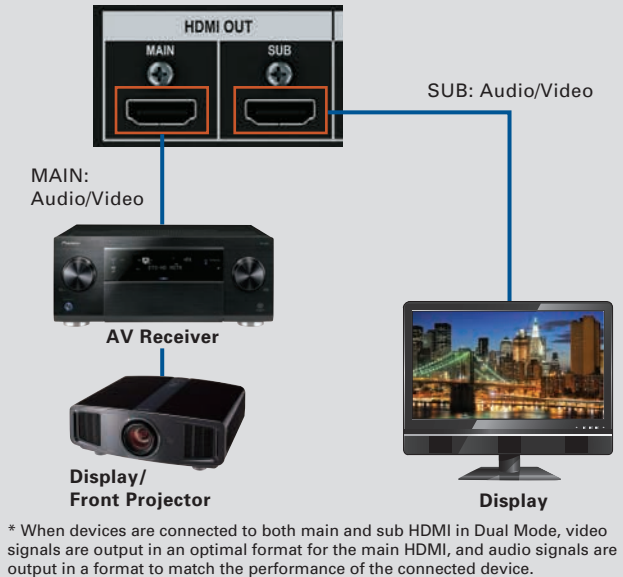 HDMI OUT
MAIN
SUB
SUB: Audio/Video
MAIN:
Audio/Video
Pioneer
AV Receiver
Display/
Front Projector
Display
* When devices are connected to both main and sub HDMI in Dual Mode, video
signals are output in an optimal format for the main HDMI, and audio signals are
output in a format to match the performance of the connected device.